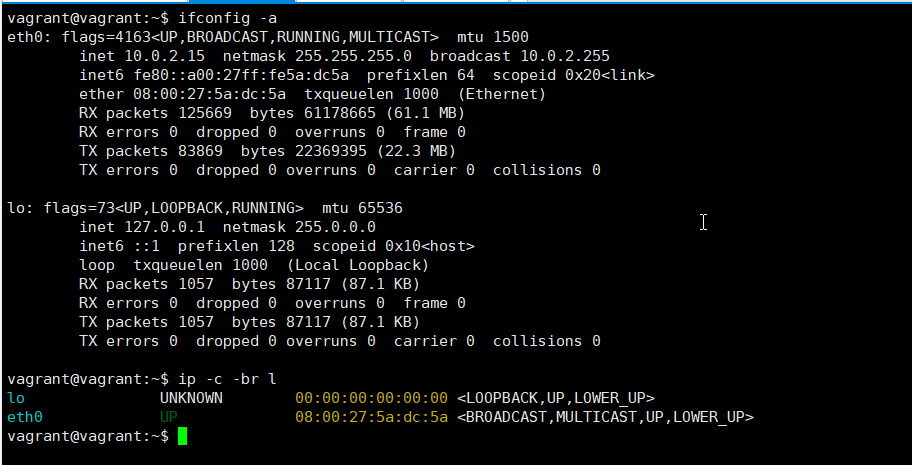 vagrant@vagrant:~$ ifconfig -a
eth0: flags=4163<UP,BROADCAST,RUNNING,MULTICAST>  mtu 1500
        inet 10.0.2.15  netmask 255.255.255.0  broadcast 10.0.2.255
        inet6 fe80::a00:27ff:fe5a:dc5a  prefixlen 64  scopeid 0x20<link>
        ether 08:00:27:5a:dc:5a  txqueuelen 1000  (Ethernet)
        RX packets 125669  bytes 61178665 (61.1 MB)
        RX errors 0  dropped 0  overruns 0  frame 0
        TX packets 83869  bytes 22369395 (22.3 MB)
        TX errors 0  dropped 0 overruns 0  carrier 0  collisions 0

lo: flags=73<UP,LOOPBACK,RUNNING>  mtu 65536
        inet 127.0.0.1  netmask 255.0.0.0
        inet6 ::1  prefixlen 128  scopeid 0x10<host>
        loop  txqueuelen 1000  (Local Loopback)
        RX packets 1057  bytes 87117 (87.1 KB)
        RX errors 0  dropped 0  overruns 0  frame 0
        TX packets 1057  bytes 87117 (87.1 KB)
        TX errors 0  dropped 0 overruns 0  carrier 0  collisions 0

vagrant@vagrant:~$ ip -c -br l
lo               UNKNOWN        00:00:00:00:00:00 <LOOPBACK,UP,LOWER_UP>
eth0             UP             08:00:27:5a:dc:5a <BROADCAST,MULTICAST,UP,LOWER_UP>
vagrant@vagrant:~$